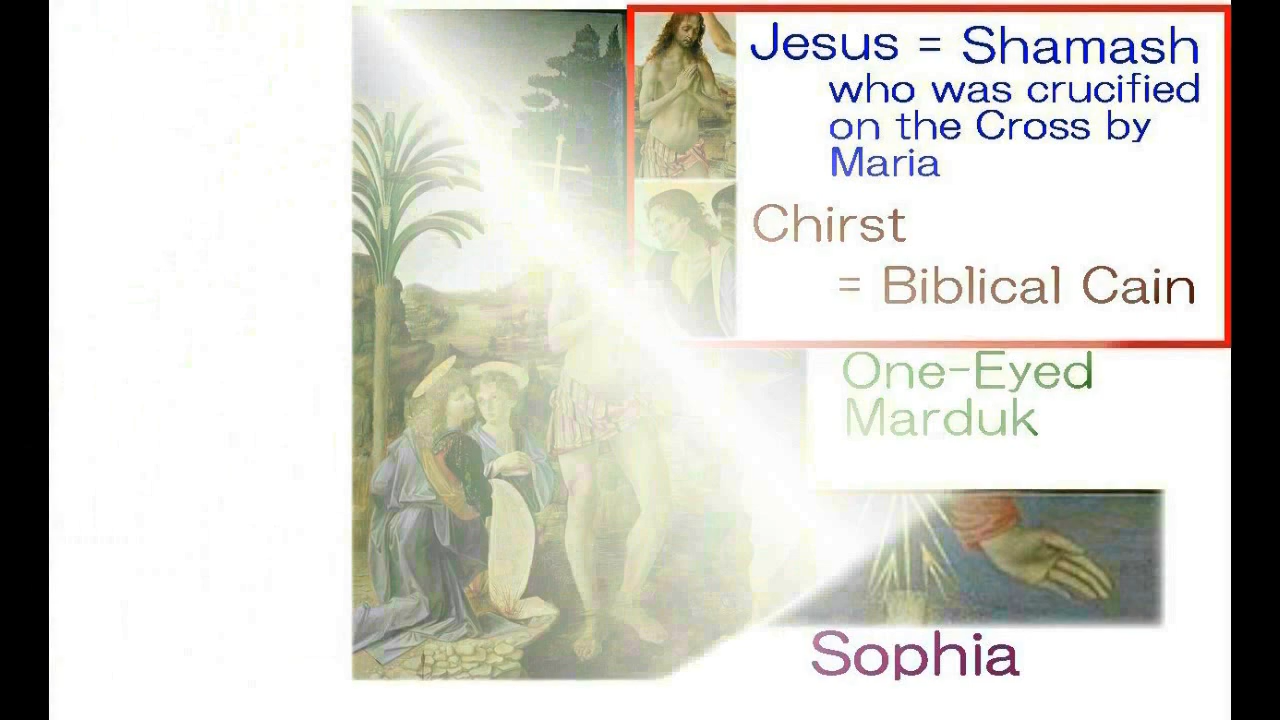 Jesus = Shamash
who was crucified
on the Cross by
Maria
Chirst
= Biblical Cain
One-Eyed
Marduk
Sophia